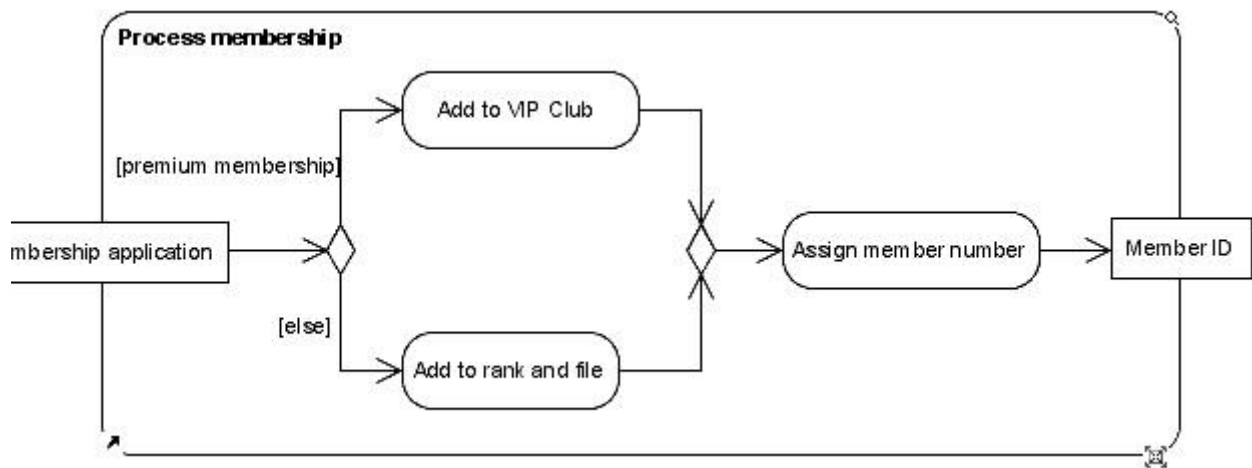 Process membership
Add to VIP Club
[premium membership]
mbership application
Assign member number
Member ID
[else]
Add to rank and file